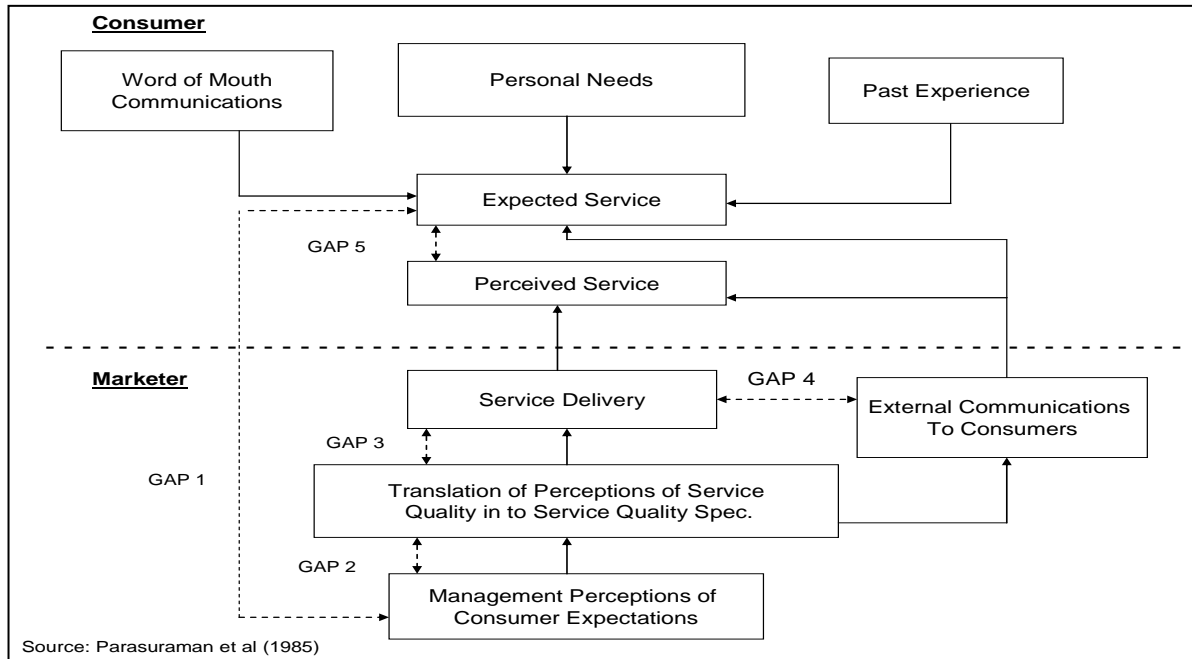 Consumer
Word of Mouth
Communications
Personal Needs
Past Experience
Expected Service
GAP 5
Perceived Service
Marketer
GAP 4
Service Delivery
External Communications
To Consumers
GAP 3
GAP 1
Translation of Perceptions of Service
Quality in to Service Quality Spec.
GAP 2
Management Perceptions of
Consumer Expectations
Source: Parasuraman et al (1985)